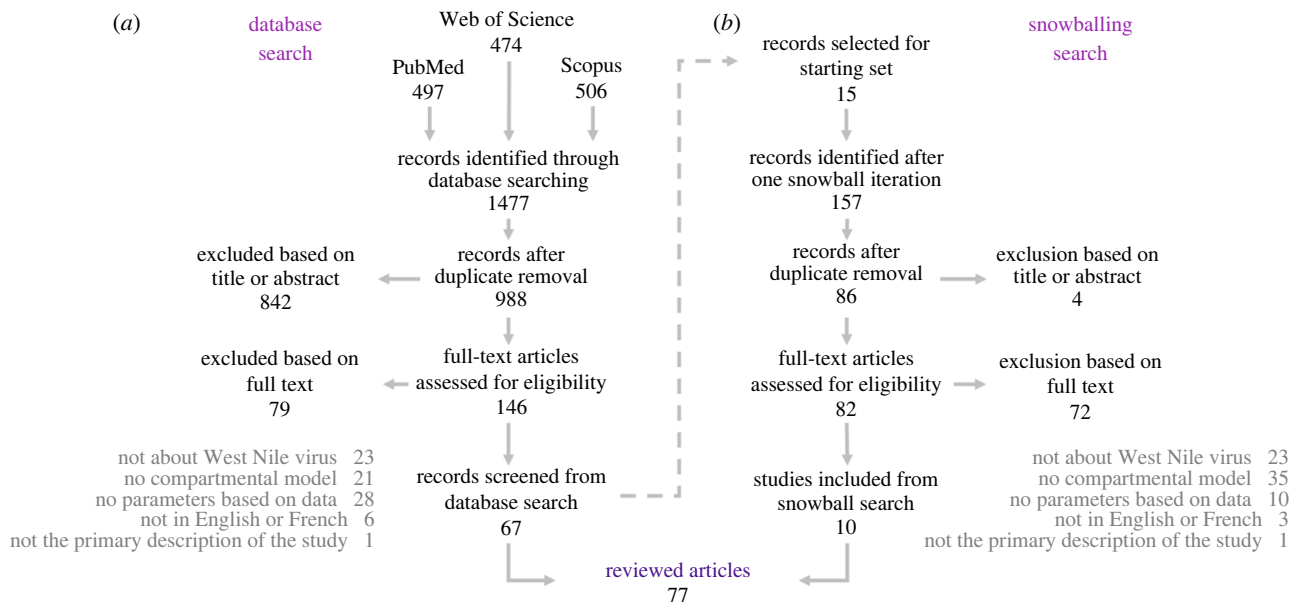 (a)
database
search
Web of Science
474
PubMed
497
Scopus
506
records identified through
database searching
1477
records after
duplicate removal
988
excluded based on
title or abstract
842
full-text articles
assessed for eligibility
146
excluded based on
full text
79
not about West Nile virus 23
no compartmental model 21
no parameters based on data 28
not in English or French 6
not the primary description of the study 1
records screened from
database search
67
(b)
snowballing
search
records selected for
starting set
15
records identified after
one snowball iteration
157
records after
duplicate removal
86
exclusion based on
title or abstract
4
full-text articles
assessed for eligibility
82
exclusion based on
full text
72
not about West Nile virus 23
no compartmental model 35
no parameters based on data 10
not in English or French 3
not the primary description of the study 1
studies included from
snowball search
10
reviewed articles
77